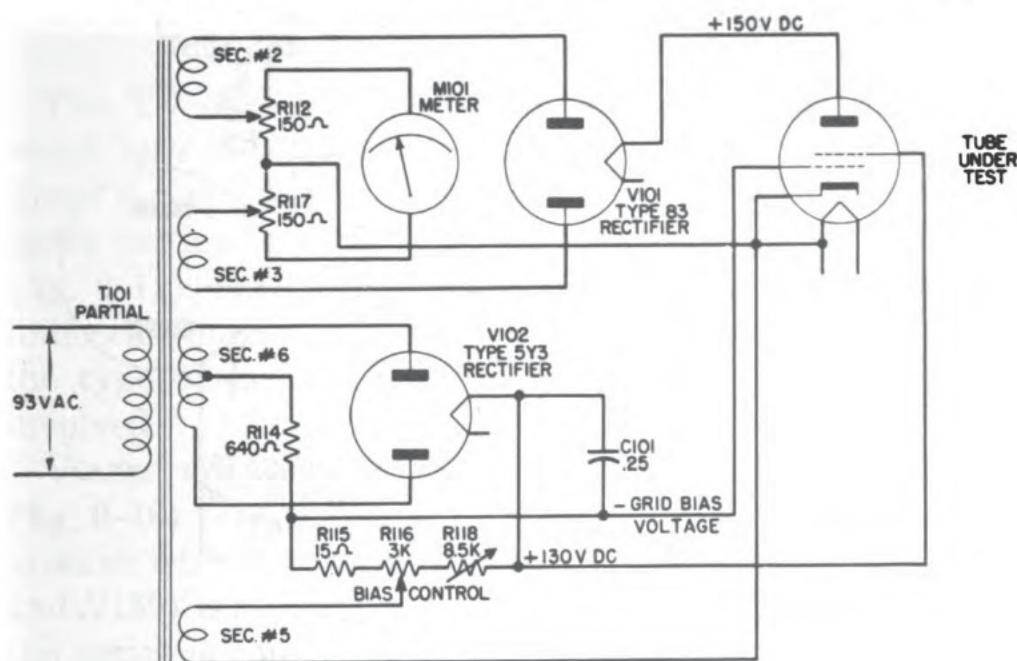 +150V DC
SEC. #2
M101
METER
R112
150Ω
R117
150Ω
V101
TYPE 83
RECTIFIER
TUBE
UNDER
TEST
SEC. #3
T101
PARTIAL
93VAC.
SEC. #6
V102
TYPE 5Y3
RECTIFIER
R114
640Ω
C101
.25
- GRID BIAS
VOLTAGE
R115
15Ω
R116
3K
R118
8.5K
+130V DC
BIAS CONTROL
SEC. #5